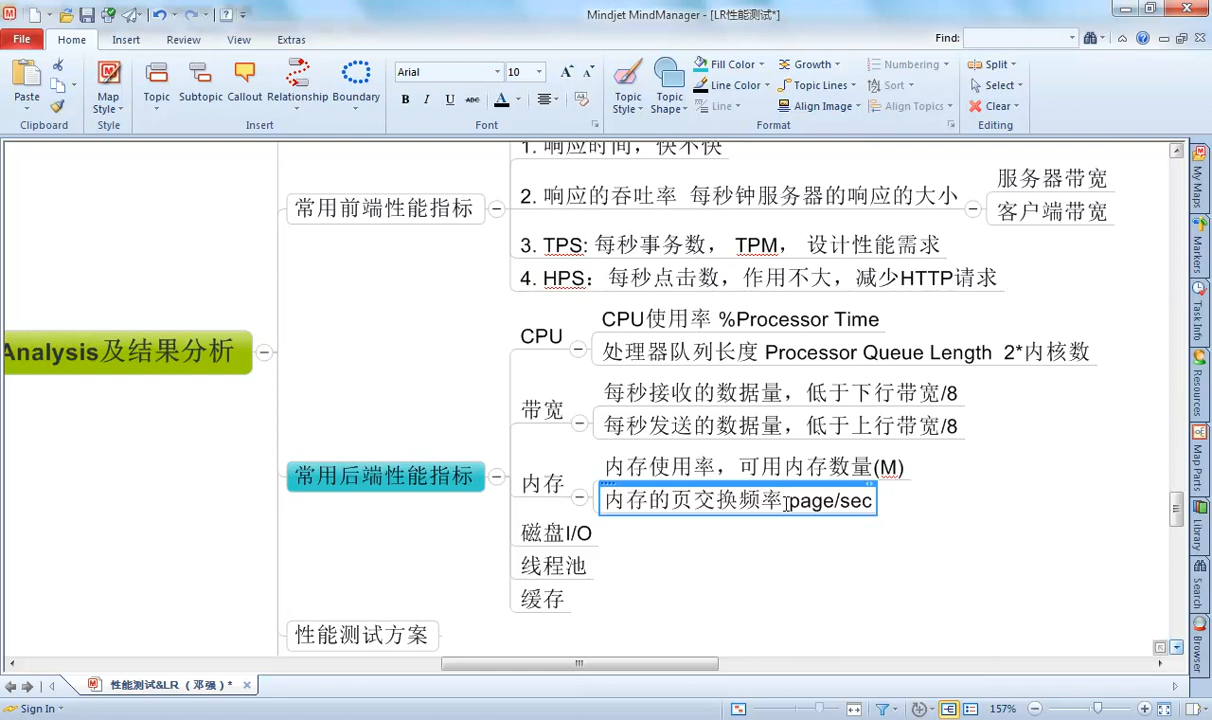 Mindjet MindManager - [LR性能测试*]
File Home Insert Review View Extras
Find:
Paste
Clipboard
Map Style
Style
Topic Subtopic Callout Relationship Boundary
Insert
Arial 10
B I U abc A
Font
Topic Style
Topic Shape
Fill Color Growth Numbering
Line Color Topic Lines Sort
Line Align Image Align Topics
Format
Split
Select
Clear
Editing
1. 响应时间，快不快
常用前端性能指标
2. 响应的吞吐率 每秒钟服务器的响应的大小
服务器带宽
客户端带宽
3. TPS: 每秒事务数， TPM， 设计性能需求
4. HPS：每秒点击数，作用不大，减少HTTP请求
Analysis及结果分析
CPU
CPU使用率 %Processor Time
处理器队列长度 Processor Queue Length 2*内核数
带宽
每秒接收的数据量，低于下行带宽/8
每秒发送的数据量，低于上行带宽/8
常用后端性能指标
内存
内存使用率，可用内存数量(M)
内存的页交换频率 page/sec
磁盘I/O
线程池
缓存
性能测试方案
My Maps
Markers
Task Info
Resources
Map Parts
Library
Search
Browser
性能测试&LR （邓强）*
Sign In
157%